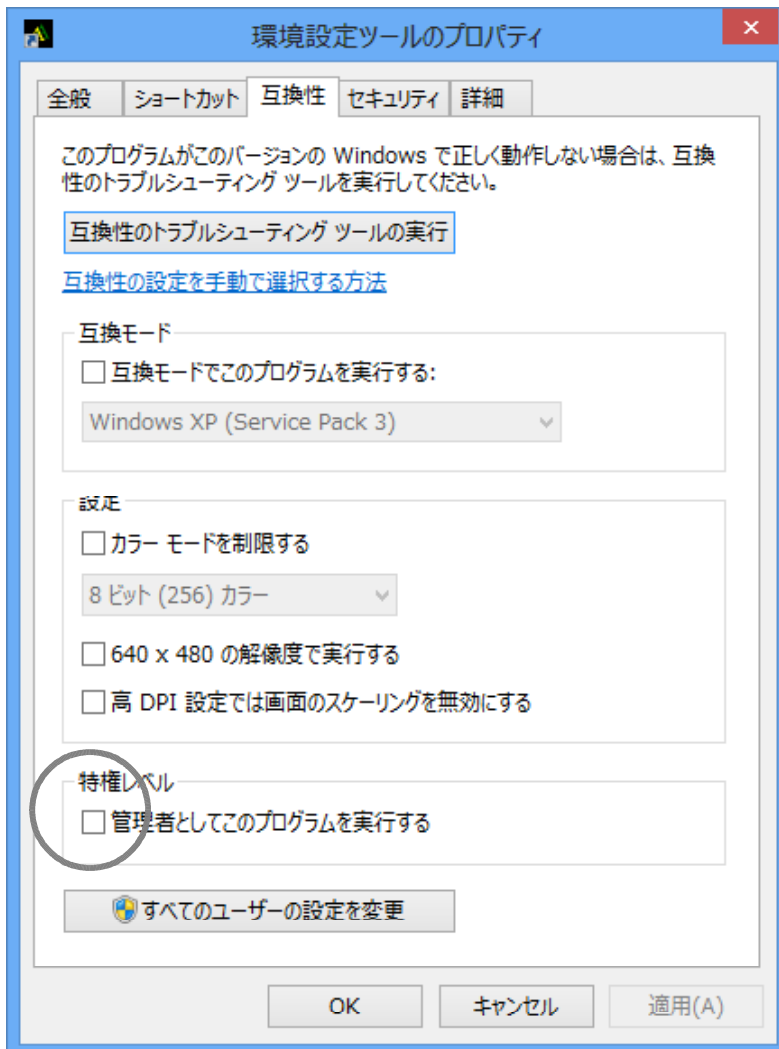 環境設定ツールのプロパティ
全般 ショートカット 互換性 セキュリティ 詳細
このプログラムがこのバージョンの Windows で正しく動作しない場合は、互換
性のトラブルシューティング ツールを実行してください。
互換性のトラブルシューティング ツールの実行
互換性の設定を手動で選択する方法
互換モード
互換モードでこのプログラムを実行する:
Windows XP (Service Pack 3)
設定
カラー モードを制限する
8 ビット (256) カラー
640 x 480 の解像度で実行する
高 DPI 設定では画面のスケーリングを無効にする
特権レベル
管理者としてこのプログラムを実行する
すべてのユーザーの設定を変更
OK キャンセル 適用(A)